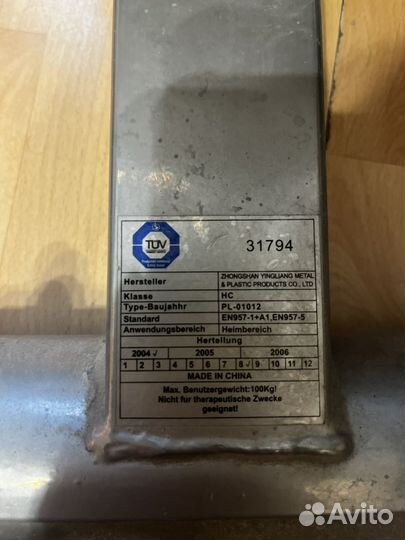 TÜV
31794
Hersteller ZHONGSHAN YINGLIANG METAL
& PLASTIC PRODUCTS CO., LTD
Klasse HC
Type-Baujahhr PL-01012
Standard EN957-1+A1,EN957-5
Anwendungsbereich Heimbereich
Hertellung
2004 √ 2005 2006
1 2 3 4 5 6 7 8 √ 9 10 11 12
MADE IN CHINA
Max. Benutzergewicht:100Kg!
Nicht fur therapeutische Zwecke
geeignet!
Avito